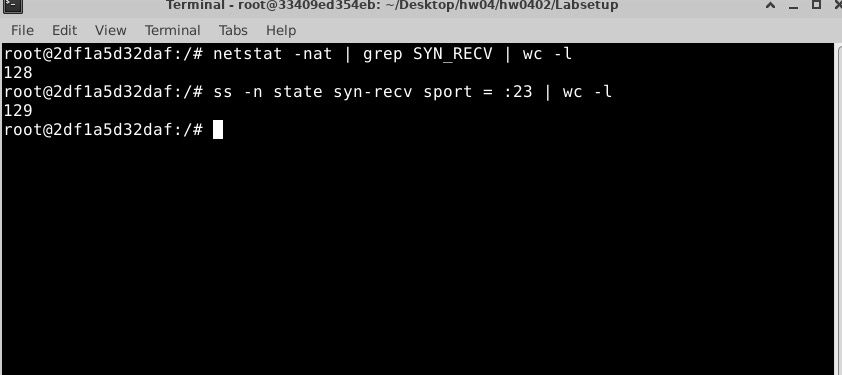 Terminal - root@33409ed354eb: ~/Desktop/hw04/hw0402/Labsetup
File Edit View Terminal Tabs Help
root@2df1a5d32daf:/# netstat -nat | grep SYN_RECV | wc -l
128
root@2df1a5d32daf:/# ss -n state syn-recv sport = :23 | wc -l
129
root@2df1a5d32daf:/#